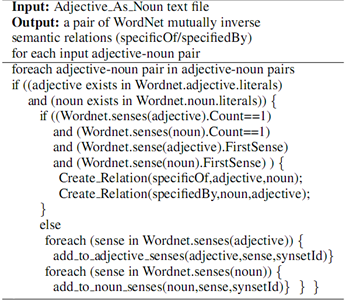 Input: Adjective_As_Noun text file
Output: a pair of WordNet mutually inverse
semantic relations (specificOf/specifiedBy)
for each input adjective-noun pair
foreach adjective-noun pair in adjective-noun pairs
if ((adjective exists in Wordnet.adjective.literals)
and (noun exists in Wordnet.noun.literals)) {
if ((Wordnet.senses(adjective).Count==1)
and (Wordnet.senses(noun).Count==1)
and (Wordnet.sense(adjective).FirstSense)
and (Wordnet.sense(noun).FirstSense) ) {
Create_Relation(specificOf,adjective,noun);
Create_Relation(specifiedBy,noun,adjective);
}
else
foreach (sense in Wordnet.senses(adjective)) {
add_to_adjective_senses(adjective,sense,synsetId)}
foreach (sense in Wordnet.senses(noun)) {
add_to_noun_senses(noun,sense,synsetId)} } }